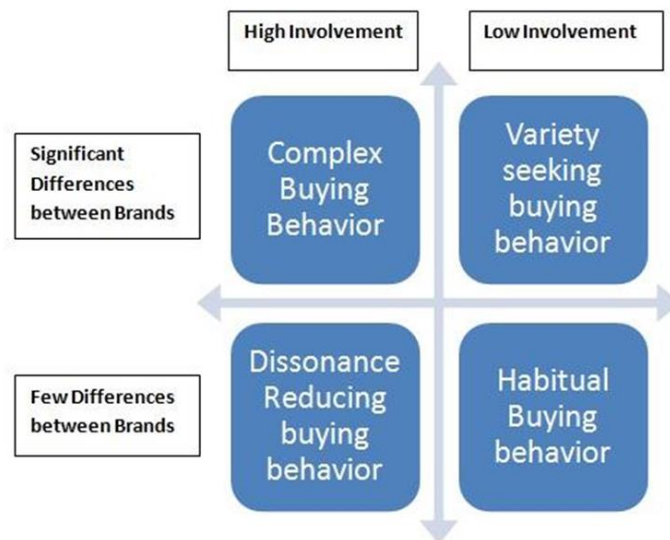 High Involvement
Low Involvement
Significant
Differences
between Brands
Complex
Buying
Behavior
Variety
seeking
buying
behavior
Few Differences
between Brands
Dissonance
Reducing
buying
behavior
Habitual
Buying
behavior